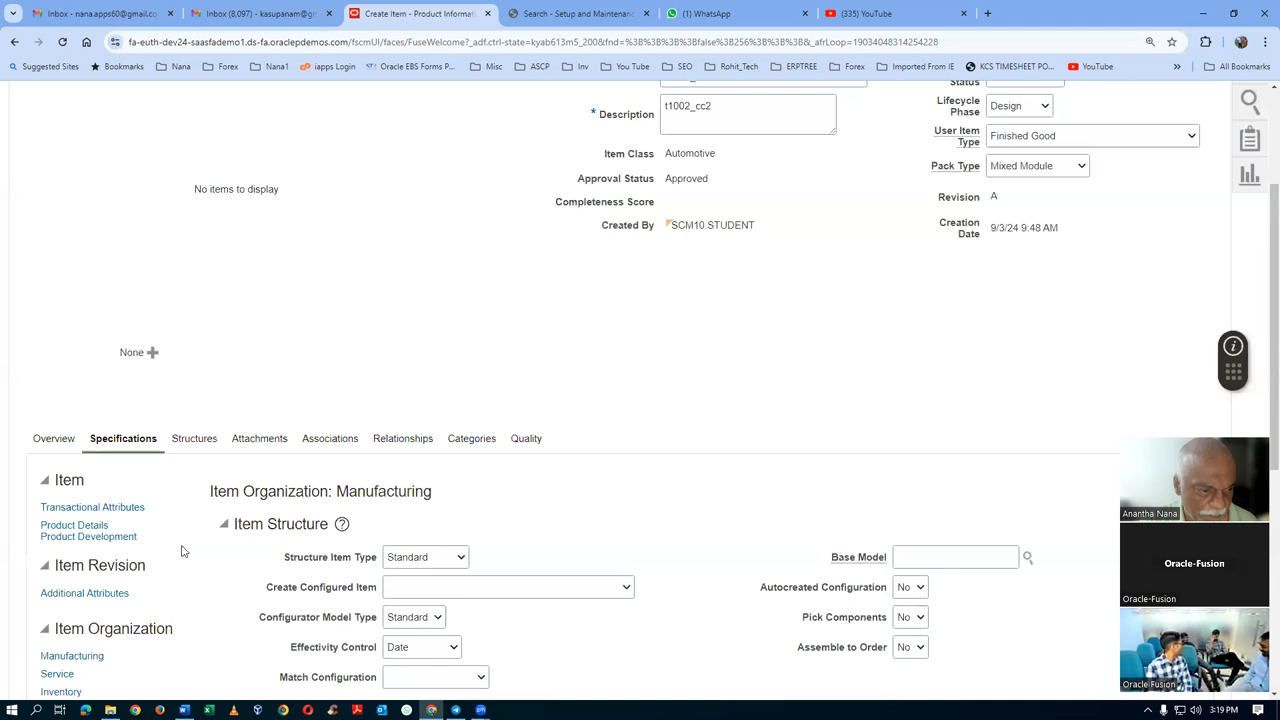 Inbox - nana.apps60@gmail.co
Inbox (8,097) - kasupanam@gm
Create Item - Product Informat
Search - Setup and Maintenanc
(1) WhatsApp
(335) YouTube
fa-euth-dev24-saasfademo1.ds-fa.oraclepdemos.com/fscmUI/faces/FuseWelcome?_adf.ctrl-state=kyab613m5_200&fnd=%3B%3B%3B%3Bfalse%3B256%3B%3B%3B&_afrLoop=19034048314254228
Suggested Sites
Bookmarks
Nana
Forex
Nana1
iapps Login
Oracle EBS Forms P...
Misc
ASCP
Inv
You Tube
SEO
Rohit_Tech
ERPTREE
Forex
Imported From IE
KCS TIMESHEET PO...
YouTube
All Bookmarks
Status
* Description t1002_cc2
Lifecycle Phase Design
User Item Type Finished Good
Item Class Automotive
Pack Type Mixed Module
Approval Status Approved
No items to display
Revision A
Completeness Score
Created By SCM10.STUDENT
Creation Date 9/3/24 9:48 AM
None
Overview Specifications Structures Attachments Associations Relationships Categories Quality
Item
Transactional Attributes
Product Details
Product Development
Item Revision
Additional Attributes
Item Organization
Manufacturing
Service
Inventory
Item Organization: Manufacturing
Item Structure
Structure Item Type Standard
Base Model
Create Configured Item
Autocreated Configuration No
Configurator Model Type Standard
Pick Components No
Effectivity Control Date
Assemble to Order No
Match Configuration
Anantha Nana
Oracle-Fusion
Oracle-Fusion
Oracle Fusion
3:19 PM